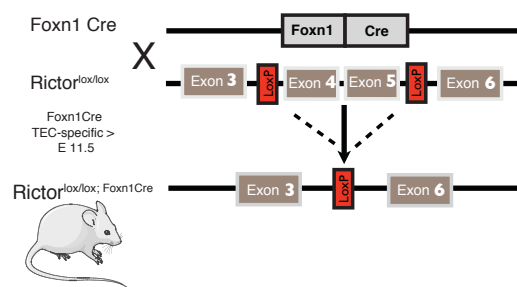 Foxn1 Cre
Foxn1 Cre
X
Rictor^lox/lox
Exon 3 LoxP Exon 4 Exon 5 LoxP Exon 6
Foxn1Cre
TEC-specific >
E 11.5
Rictor^lox/lox; Foxn1Cre
Exon 3 LoxP Exon 6